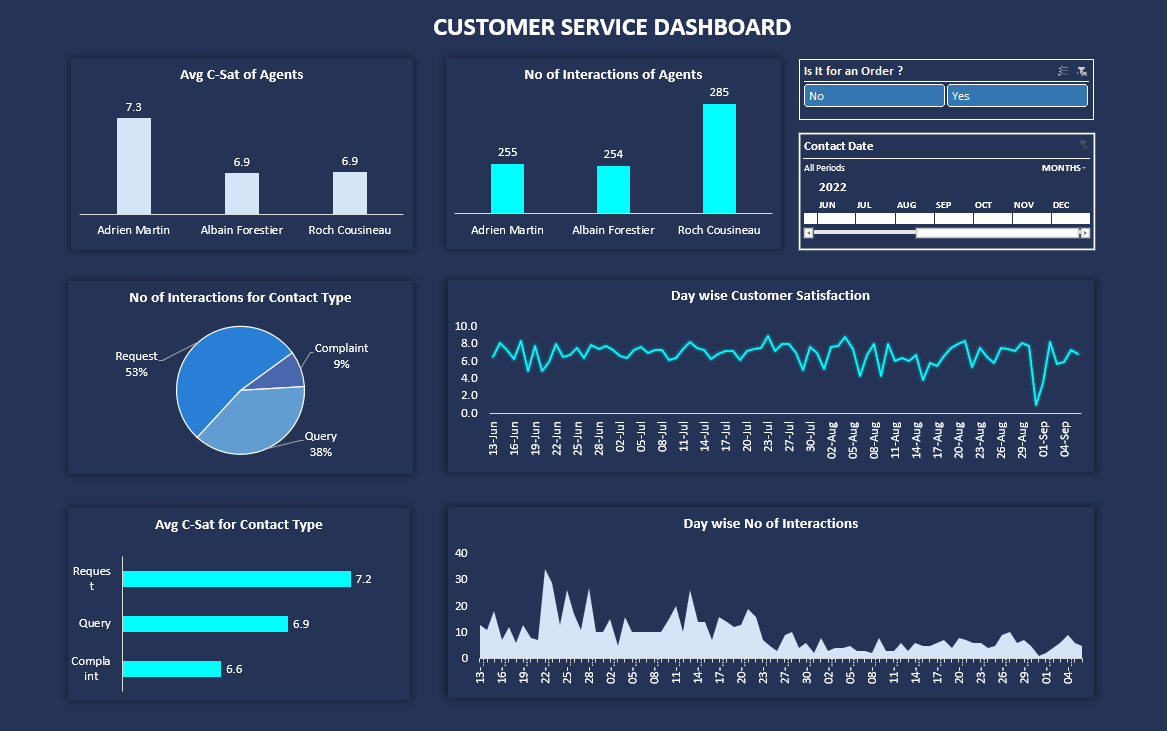 CUSTOMER SERVICE DASHBOARD
Avg C-Sat of Agents
7.3
6.9
6.9
Adrien Martin
Albain Forestier
Roch Cousineau
No of Interactions of Agents
255
254
285
Adrien Martin
Albain Forestier
Roch Cousineau
Is It for an Order ?
No
Yes
Contact Date
All Periods
MONTHS
2022
JUN
JUL
AUG
SEP
OCT
NOV
DEC
No of Interactions for Contact Type
Request
53%
Complaint
9%
Query
38%
Day wise Customer Satisfaction
10.0
8.0
6.0
4.0
2.0
0.0
13-Jun
16-Jun
19-Jun
22-Jun
25-Jun
28-Jun
02-Jul
05-Jul
08-Jul
11-Jul
14-Jul
17-Jul
20-Jul
23-Jul
27-Jul
30-Jul
02-Aug
05-Aug
08-Aug
11-Aug
14-Aug
17-Aug
20-Aug
23-Aug
26-Aug
29-Aug
01-Sep
04-Sep
Avg C-Sat for Contact Type
Reques
t
7.2
Query
6.9
Compla
int
6.6
Day wise No of Interactions
40
30
20
10
0
13-
16-
19-
22-
25-
28-
02-
05-
08-
11-
14-
17-
20-
23-
27-
30-
02-
05-
08-
11-
14-
17-
20-
23-
26-
29-
01-
04-